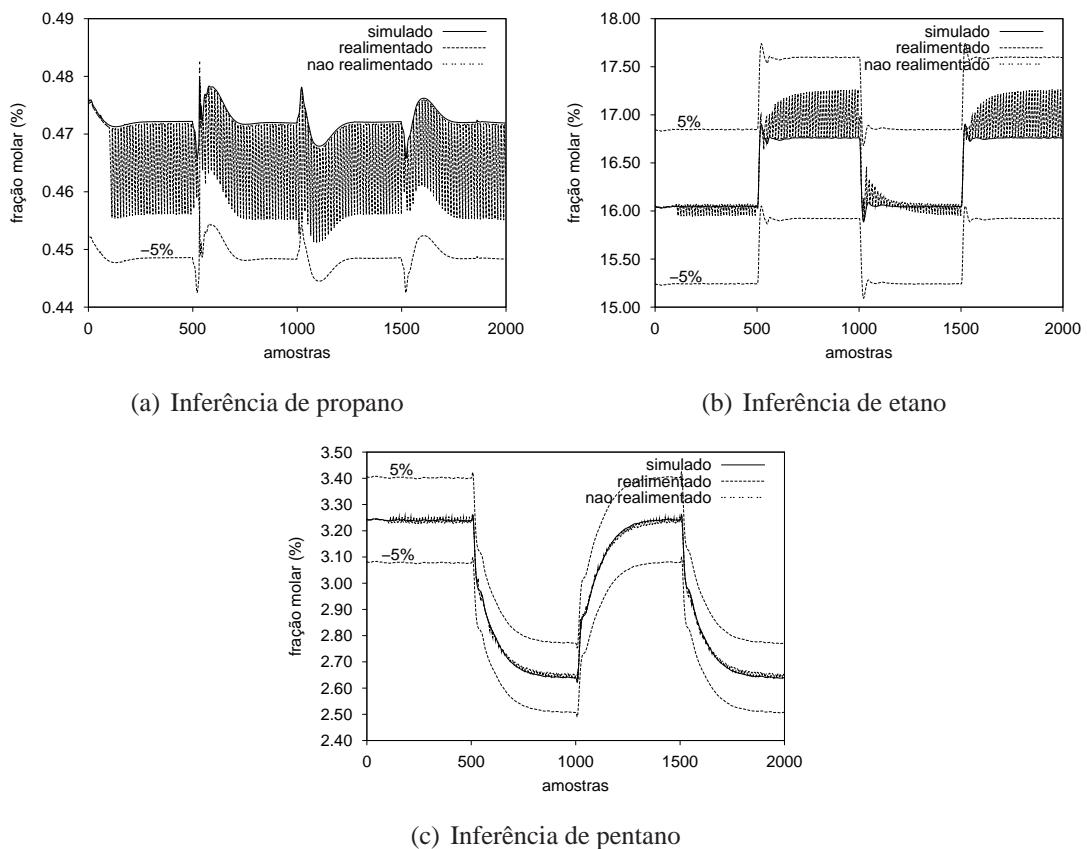 0.49
0.48
0.47
0.46
0.45
0.44
fração molar (%)
simulado
realimentado
nao realimentado
−5%
0 500 1000 1500 2000
amostras
(a) Inferência de propano
18.00
17.50
17.00
16.50
16.00
15.50
15.00
fração molar (%)
simulado
realimentado
nao realimentado
5%
−5%
0 500 1000 1500 2000
amostras
(b) Inferência de etano
3.50
3.40
3.30
3.20
3.10
3.00
2.90
2.80
2.70
2.60
2.50
2.40
fração molar (%)
simulado
realimentado
nao realimentado
5%
−5%
0 500 1000 1500 2000
amostras
(c) Inferência de pentano